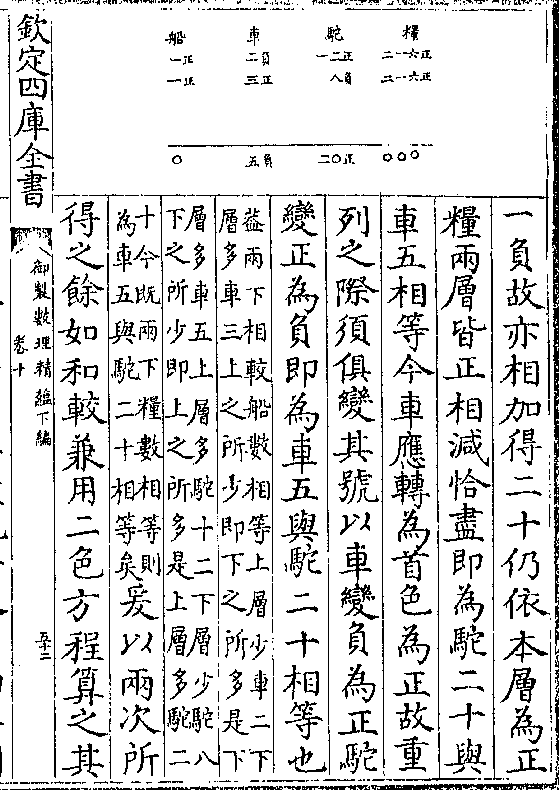 糧
二一六正
二一六正
〇〇〇
駝
一二正
八負
二〇正
車
二負
三正
五負
船
一正
一正
〇
一負故亦相加得二十仍依本層為正
糧兩層皆正相減恰盡即為駝二十與
車五相等今車應轉為首色為正故重
列之際須俱變其號以車變負為正駝
變正為負即為車五與駝二十相等也
蓋兩下相較船數相等上層少車二下
層多車三上之所少即下之所多是下
層多車五上層多駝十二下層少駝八
下之所少即上之所多是上層多駝二
十今既兩下糧數相等則
為車五與駝二十相等矣
爰以兩次所
得之餘如和較兼用二色方程算之其
欽定四庫全書
御製數理精藴下編
卷十
五十二